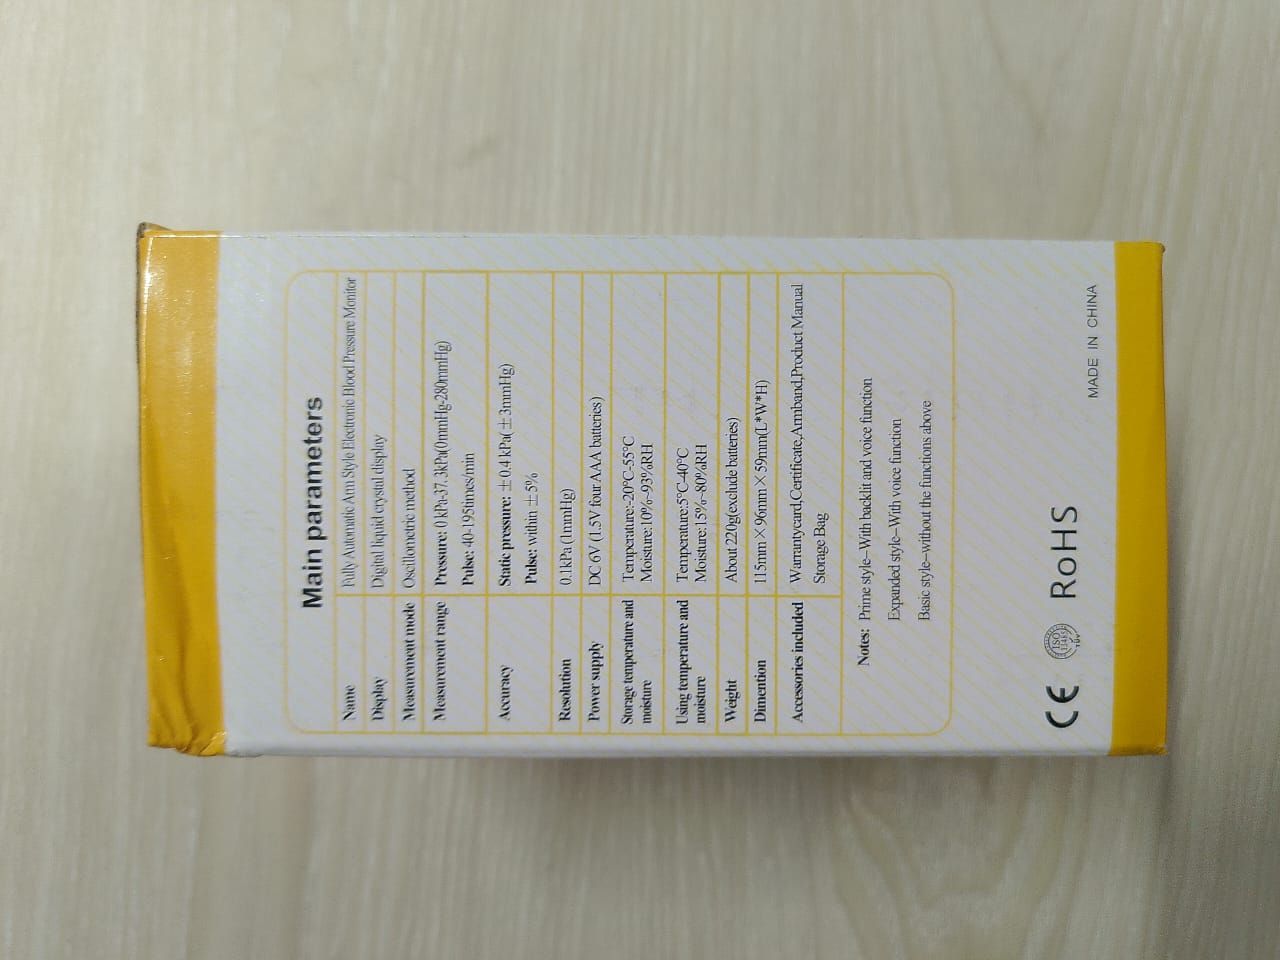 Main parameters
Name Fully Automatic Arm Style Electronic Blood Pressure Monitor
Display Digital liquid crystal display
Measurement mode Oscillometric method
Measurement range Pressure: 0 kPa-37.3kPa(0mmHg-280mmHg)
Pulse: 40-195times/min
Accuracy Static pressure: ±0.4 kPa(±3mmHg)
Pulse: within ±5%
Resolution 0.1kPa (1mmHg)
Power supply DC 6V (1.5V four AAA batteries)
Storage temperature and Temperature:-20°C-55°C
moisture Moisture:10%~93%RH
Using temperature and Temperature:5°C-40°C
moisture Moisture:15%~80%RH
Weight About 220g(exclude batteries)
Dimention 115mm×96mm×59mm(L*W*H)
Accessories included Warrantycard,Certificate,Armband,Product Manual
Storage Bag
Notes: Prime style–With backlit and voice function
Expanded style–With voice function
Basic style–without the functions above
CE ISO RoHS
MADE IN CHINA